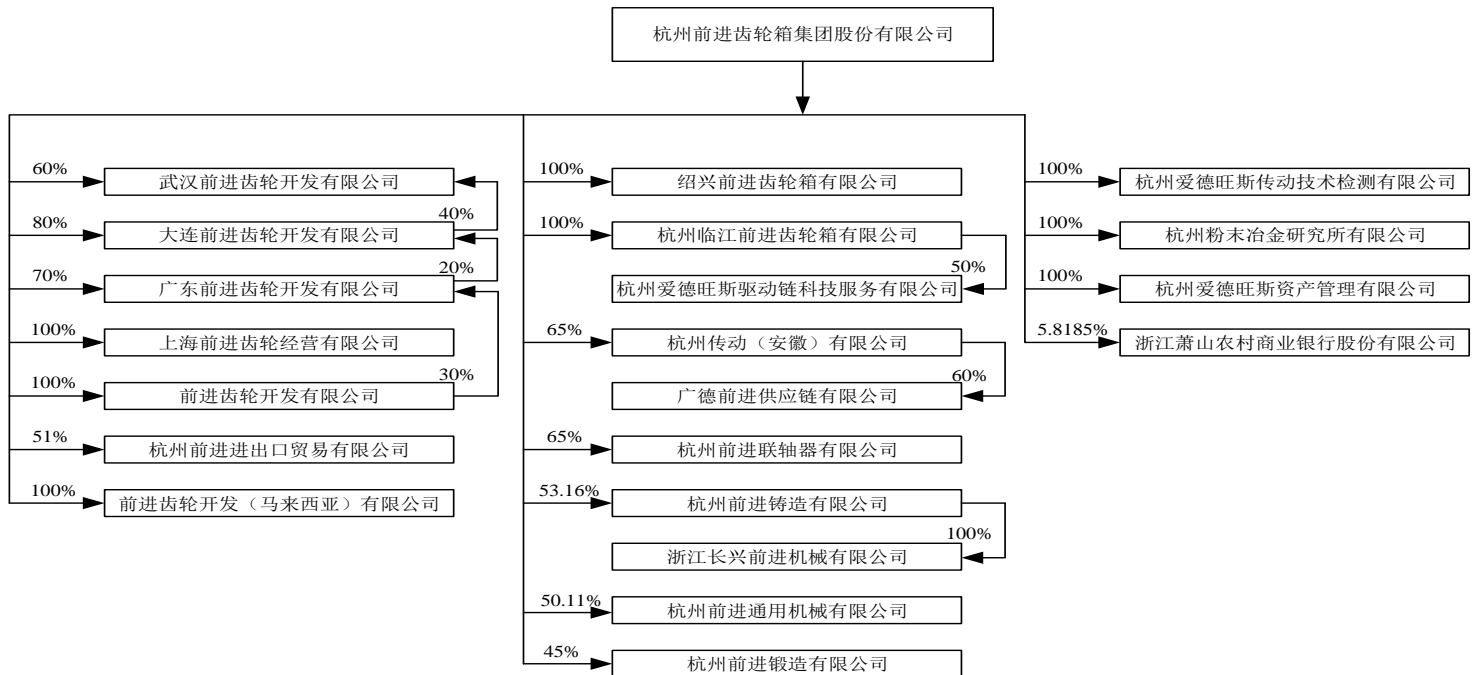 杭州前进齿轮箱集团股份有限公司
60%
武汉前进齿轮开发有限公司
40%
80%
大连前进齿轮开发有限公司
20%
70%
广东前进齿轮开发有限公司
100%
上海前进齿轮经营有限公司
30%
100%
前进齿轮开发有限公司
51%
杭州前进进出口贸易有限公司
100%
前进齿轮开发（马来西亚）有限公司
100%
绍兴前进齿轮箱有限公司
100%
杭州临江前进齿轮箱有限公司
50%
杭州爱德旺斯驱动链科技服务有限公司
65%
杭州传动（安徽）有限公司
60%
广德前进供应链有限公司
65%
杭州前进联轴器有限公司
53.16%
杭州前进铸造有限公司
100%
浙江长兴前进机械有限公司
50.11%
杭州前进通用机械有限公司
45%
杭州前进锻造有限公司
100%
杭州爱德旺斯传动技术检测有限公司
100%
杭州粉末冶金研究所有限公司
100%
杭州爱德旺斯资产管理有限公司
5.8185%
浙江萧山农村商业银行股份有限公司